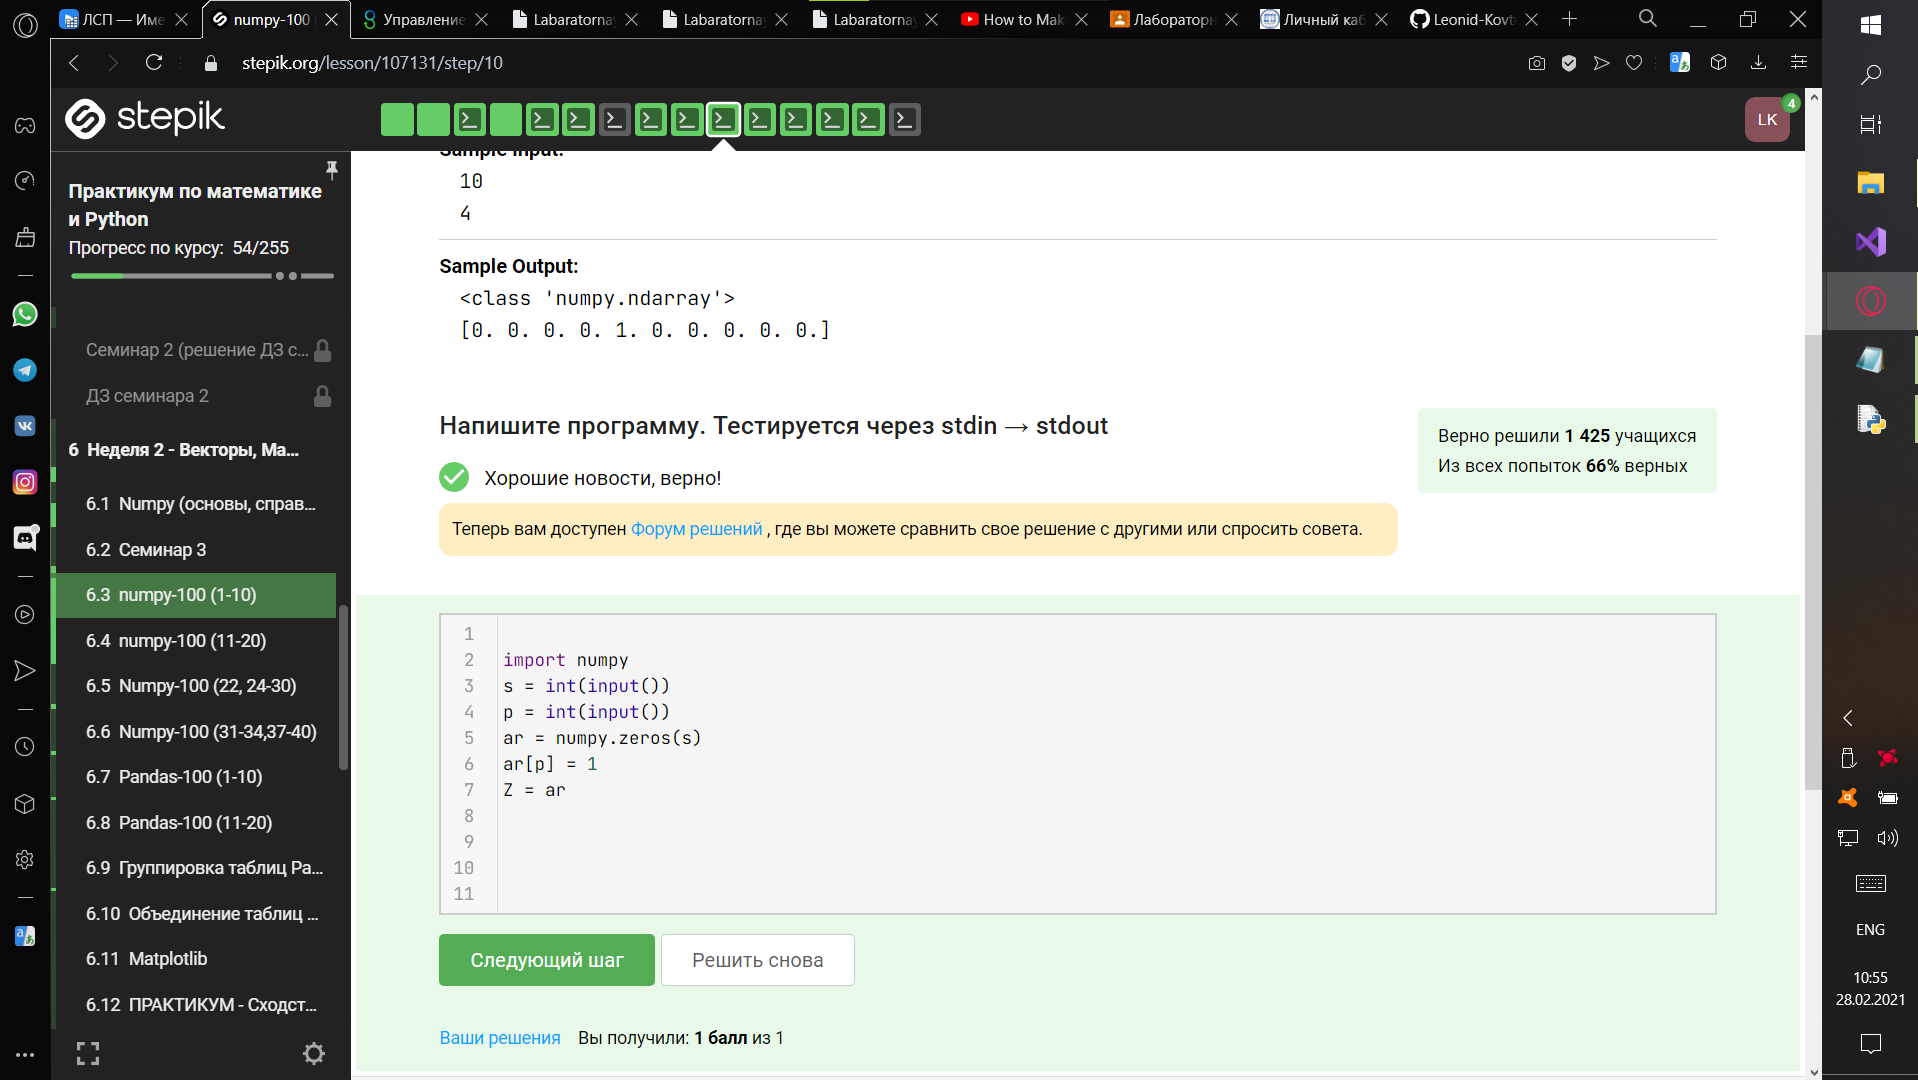 ЛСП — Име
numpy-100
Управление
Labaratorna
Labaratorna
Labaratorna
How to Mak
Лаборатор
Личный каб
Leonid-Kovt
stepik.org/lesson/107131/step/10
stepik
LK
4
Практикум по математике
и Python
Прогресс по курсу: 54/255
Семинар 2 (решение ДЗ с...
ДЗ семинара 2
6 Неделя 2 - Векторы, Ма...
6.1 Numpy (основы, справ...
6.2 Семинар 3
6.3 numpy-100 (1-10)
6.4 numpy-100 (11-20)
6.5 Numpy-100 (22, 24-30)
6.6 Numpy-100 (31-34,37-40)
6.7 Pandas-100 (1-10)
6.8 Pandas-100 (11-20)
6.9 Группировка таблиц Pa...
6.10 Объединение таблиц ...
6.11 Matplotlib
6.12 ПРАКТИКУМ - Сходст...
Sample Input:
10
4
Sample Output:
<class 'numpy.ndarray'>
[0. 0. 0. 0. 1. 0. 0. 0. 0. 0.]
Напишите программу. Тестируется через stdin → stdout
Верно решили 1 425 учащихся
Из всех попыток 66% верных
Хорошие новости, верно!
Теперь вам доступен Форум решений , где вы можете сравнить свое решение с другими или спросить совета.
1
2 import numpy
3 s = int(input())
4 p = int(input())
5 ar = numpy.zeros(s)
6 ar[p] = 1
7 Z = ar
8
9
10
11
Следующий шаг
Решить снова
Ваши решения Вы получили: 1 балл из 1
ENG
10:55
28.02.2021